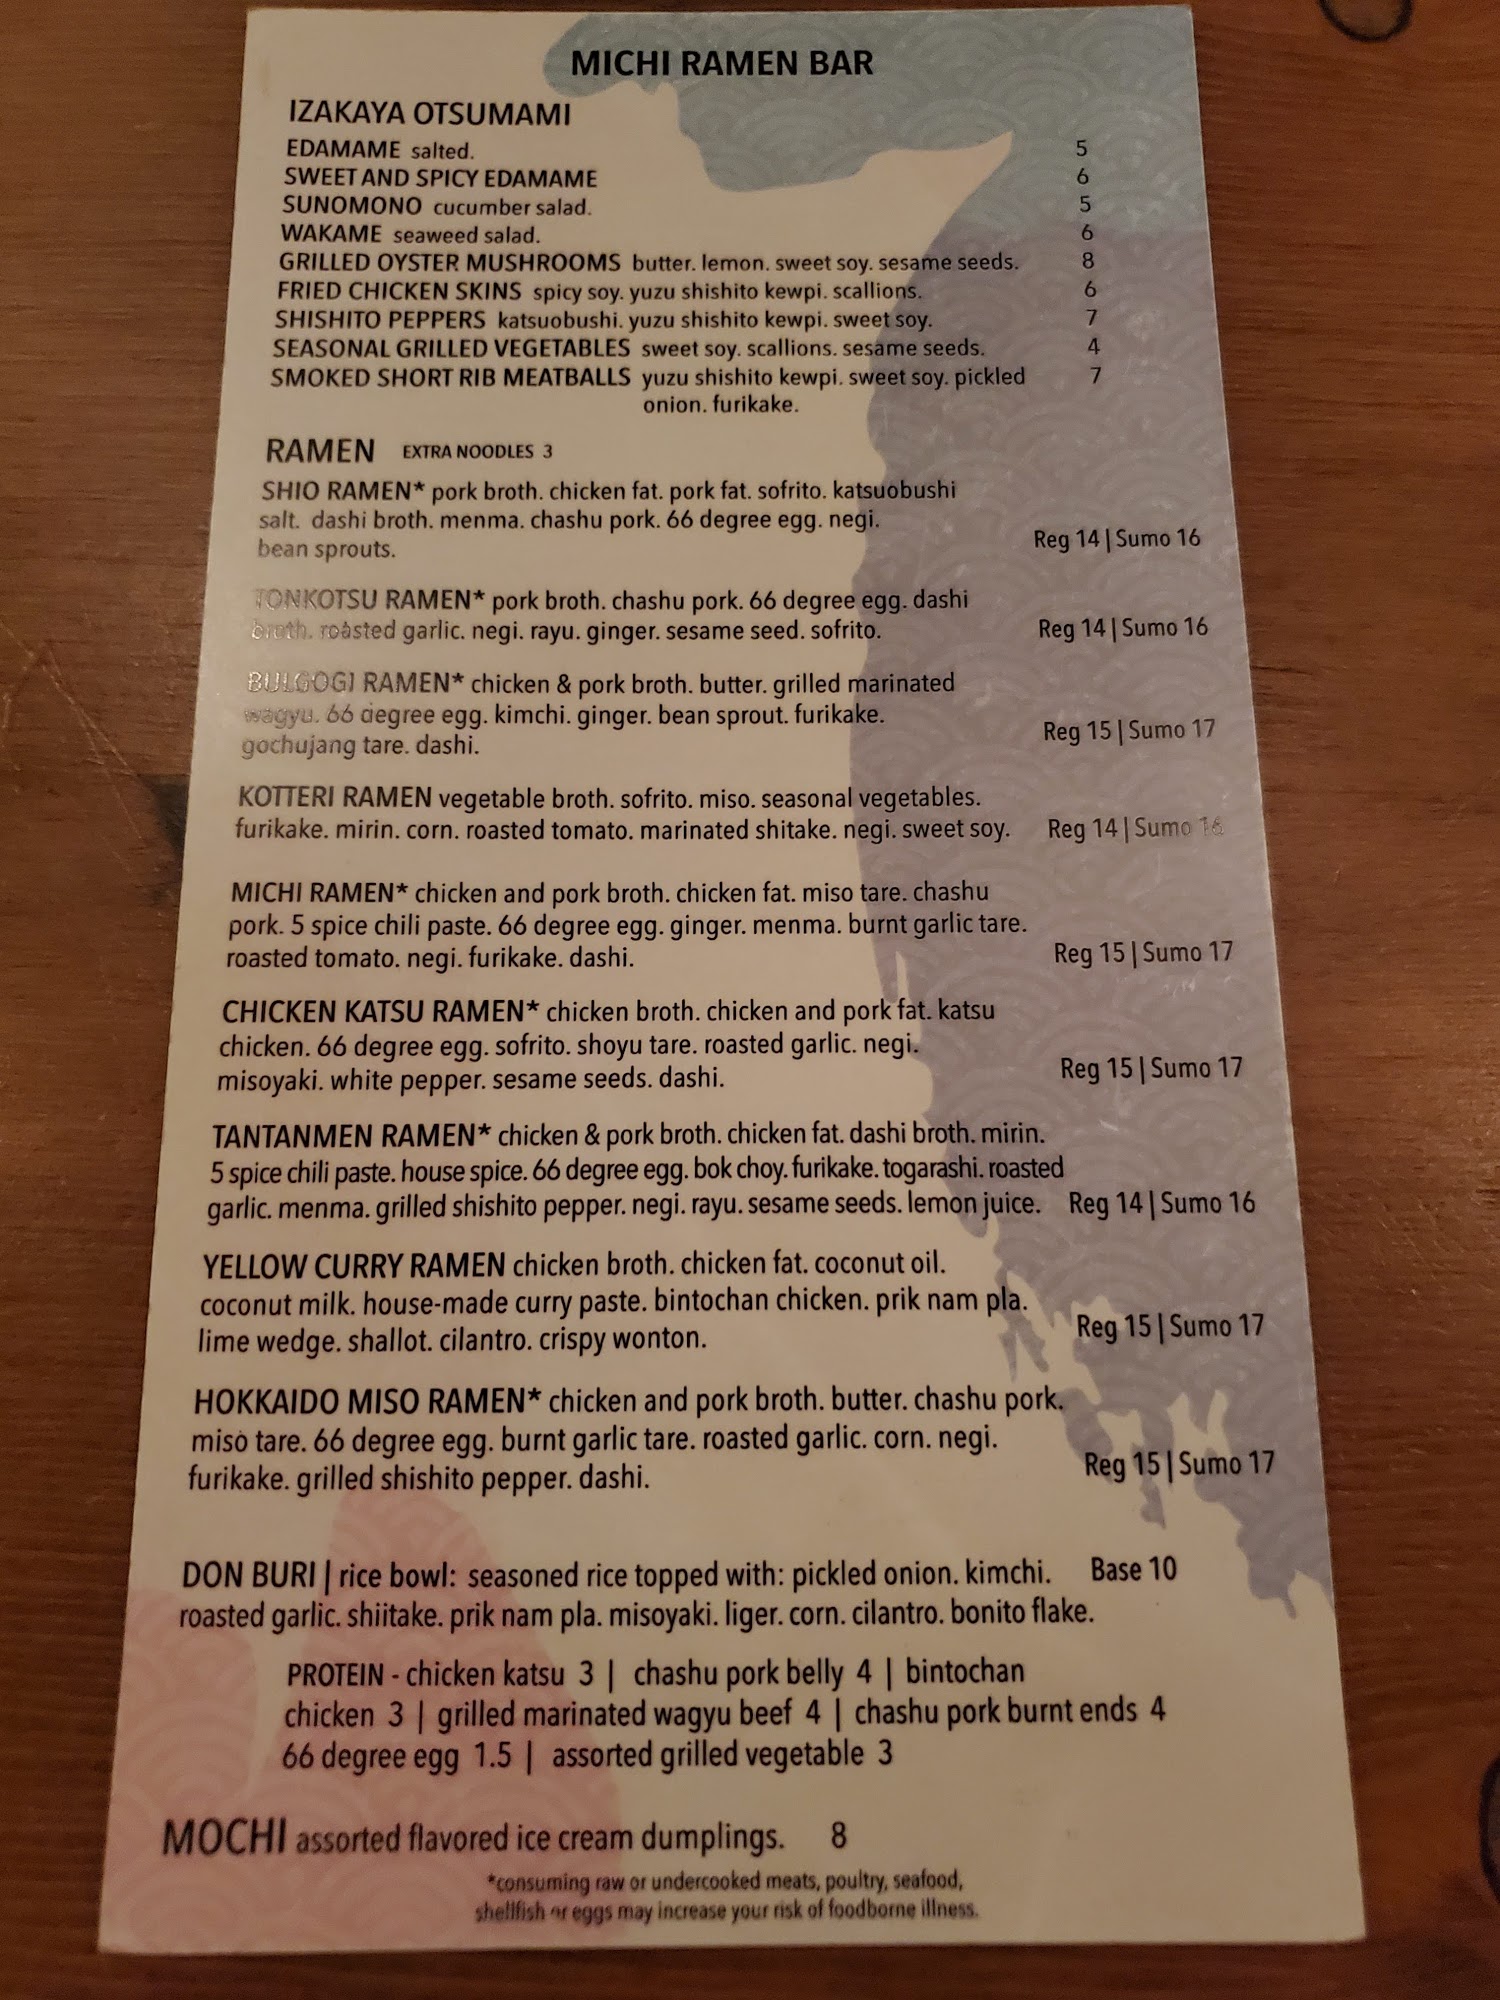 MICHI RAMEN BAR
IZAKAYA OTSUMAMI
EDAMAME salted. 5
SWEET AND SPICY EDAMAME 6
SUNOMONO cucumber salad. 5
WAKAME seaweed salad. 6
GRILLED OYSTER MUSHROOMS butter. lemon. sweet soy. sesame seeds. 8
FRIED CHICKEN SKINS spicy soy. yuzu shishito kewpi. scallions. 6
SHISHITO PEPPERS katsuobushi. yuzu shishito kewpi. sweet soy. 7
SEASONAL GRILLED VEGETABLES sweet soy. scallions. sesame seeds. 4
SMOKED SHORT RIB MEATBALLS yuzu shishito kewpi. sweet soy. pickled 7
onion. furikake.
RAMEN EXTRA NOODLES 3
SHIO RAMEN* pork broth. chicken fat. pork fat. sofrito. katsuobushi
salt. dashi broth. menma. chashu pork. 66 degree egg. negi.
bean sprouts. Reg 14 | Sumo 16
TONKOTSU RAMEN* pork broth. chashu pork. 66 degree egg. dashi
broth. roasted garlic. negi. rayu. ginger. sesame seed. sofrito. Reg 14 | Sumo 16
BULGOGI RAMEN* chicken & pork broth. butter. grilled marinated
wagyu. 66 degree egg. kimchi. ginger. bean sprout. furikake.
gochujang tare. dashi. Reg 15 | Sumo 17
KOTTERI RAMEN vegetable broth. sofrito. miso. seasonal vegetables.
furikake. mirin. corn. roasted tomato. marinated shitake. negi. sweet soy. Reg 14 | Sumo 16
MICHI RAMEN* chicken and pork broth. chicken fat. miso tare. chashu
pork. 5 spice chili paste. 66 degree egg. ginger. menma. burnt garlic tare.
roasted tomato. negi. furikake. dashi. Reg 15 | Sumo 17
CHICKEN KATSU RAMEN* chicken broth. chicken and pork fat. katsu
chicken. 66 degree egg. sofrito. shoyu tare. roasted garlic. negi.
misoyaki. white pepper. sesame seeds. dashi. Reg 15 | Sumo 17
TANTANMEN RAMEN* chicken & pork broth. chicken fat. dashi broth. mirin.
5 spice chili paste. house spice. 66 degree egg. bok choy. furikake. togarashi. roasted
garlic. menma. grilled shishito pepper. negi. rayu. sesame seeds. lemon juice. Reg 14 | Sumo 16
YELLOW CURRY RAMEN chicken broth. chicken fat. coconut oil.
coconut milk. house-made curry paste. bintochan chicken. prik nam pla.
lime wedge. shallot. cilantro. crispy wonton. Reg 15 | Sumo 17
HOKKAIDO MISO RAMEN* chicken and pork broth. butter. chashu pork.
miso tare. 66 degree egg. burnt garlic tare. roasted garlic. corn. negi.
furikake. grilled shishito pepper. dashi. Reg 15 | Sumo 17
DON BURI | rice bowl: seasoned rice topped with: pickled onion. kimchi. Base 10
roasted garlic. shiitake. prik nam pla. misoyaki. liger. corn. cilantro. bonito flake.
PROTEIN - chicken katsu 3 | chashu pork belly 4 | bintochan
chicken 3 | grilled marinated wagyu beef 4 | chashu pork burnt ends 4
66 degree egg 1.5 | assorted grilled vegetable 3
MOCHI assorted flavored ice cream dumplings. 8
*consuming raw or undercooked meats, poultry, seafood,
shellfish or eggs may increase your risk of foodborne illness.